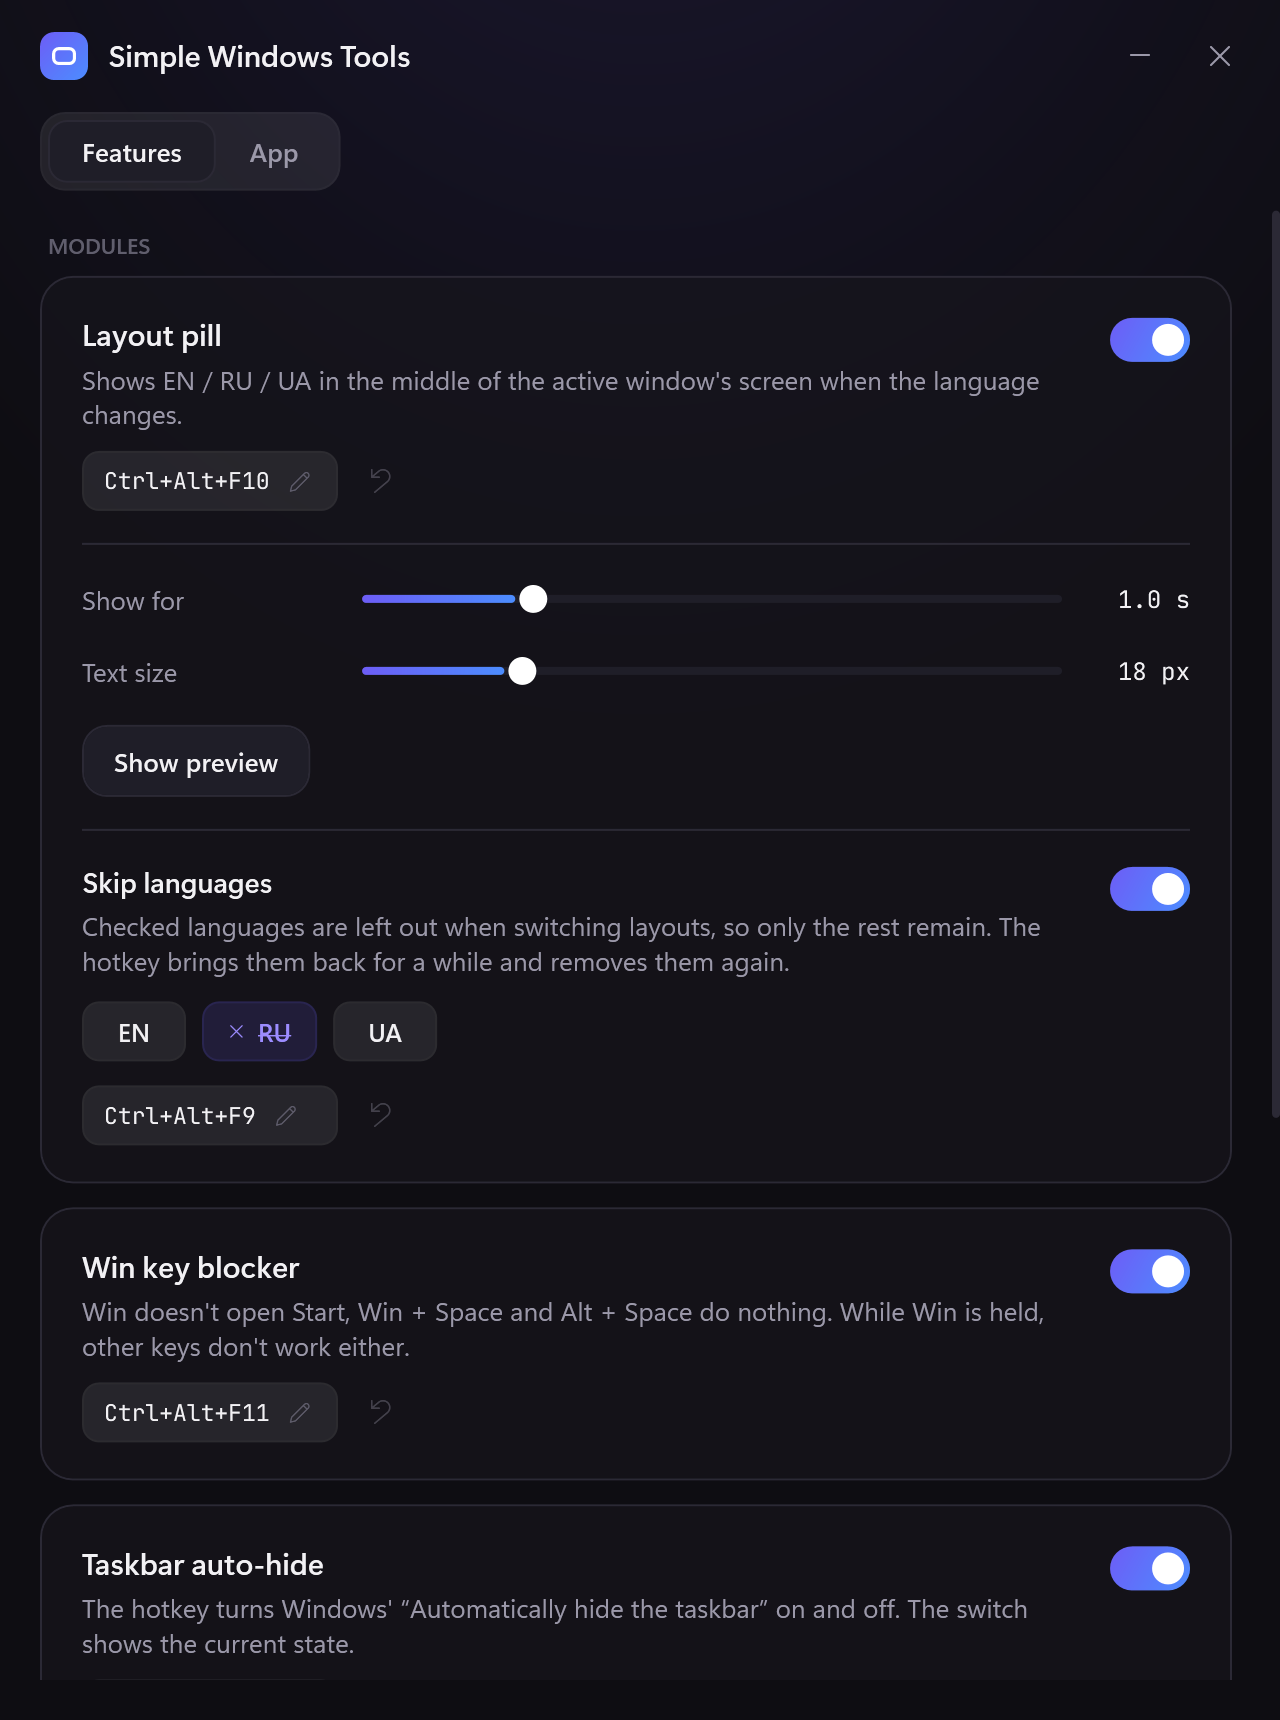 Simple Windows Tools
Features
App
MODULES
Layout pill
Shows EN / RU / UA in the middle of the active window's screen when the language
changes.
Ctrl+Alt+F10
Show for
1.0 s
Text size
18 px
Show preview
Skip languages
Checked languages are left out when switching layouts, so only the rest remain. The
hotkey brings them back for a while and removes them again.
EN
RU
UA
Ctrl+Alt+F9
Win key blocker
Win doesn't open Start, Win + Space and Alt + Space do nothing. While Win is held,
other keys don't work either.
Ctrl+Alt+F11
Taskbar auto-hide
The hotkey turns Windows' “Automatically hide the taskbar” on and off. The switch
shows the current state.